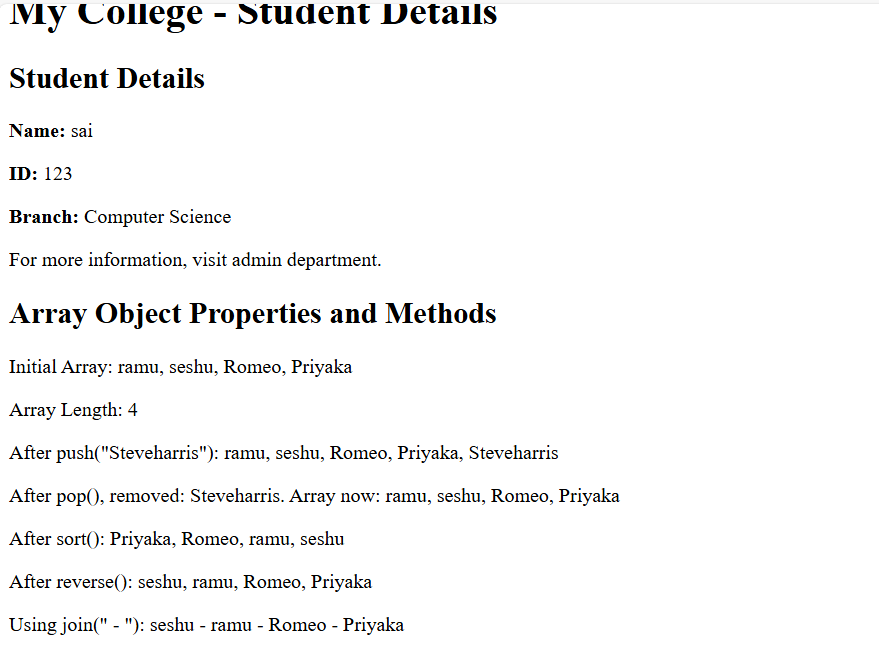 My College - Student Details
Student Details
Name: sai
ID: 123
Branch: Computer Science
For more information, visit admin department.
Array Object Properties and Methods
Initial Array: ramu, seshu, Romeo, Priyaka
Array Length: 4
After push("Steveharris"): ramu, seshu, Romeo, Priyaka, Steveharris
After pop(), removed: Steveharris. Array now: ramu, seshu, Romeo, Priyaka
After sort(): Priyaka, Romeo, ramu, seshu
After reverse(): seshu, ramu, Romeo, Priyaka
Using join(" - "): seshu - ramu - Romeo - Priyaka